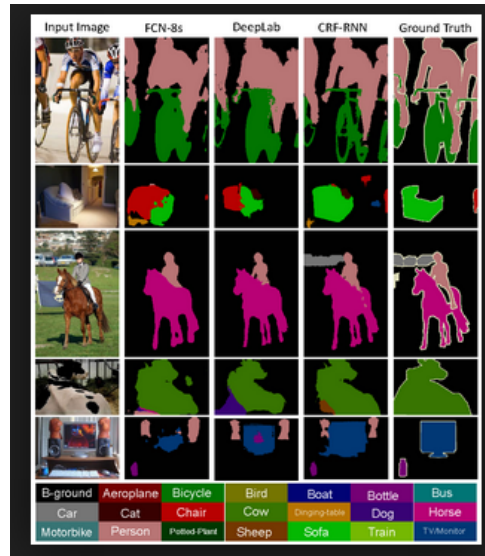 Input Image FCN-8s DeepLab CRF-RNN Ground Truth
B-ground Aeroplane Bicycle Bird Boat Bottle Bus
Car Cat Chair Cow Dinging-table Dog Horse
Motorbike Person Potted-Plant Sheep Sofa Train TV/Monitor